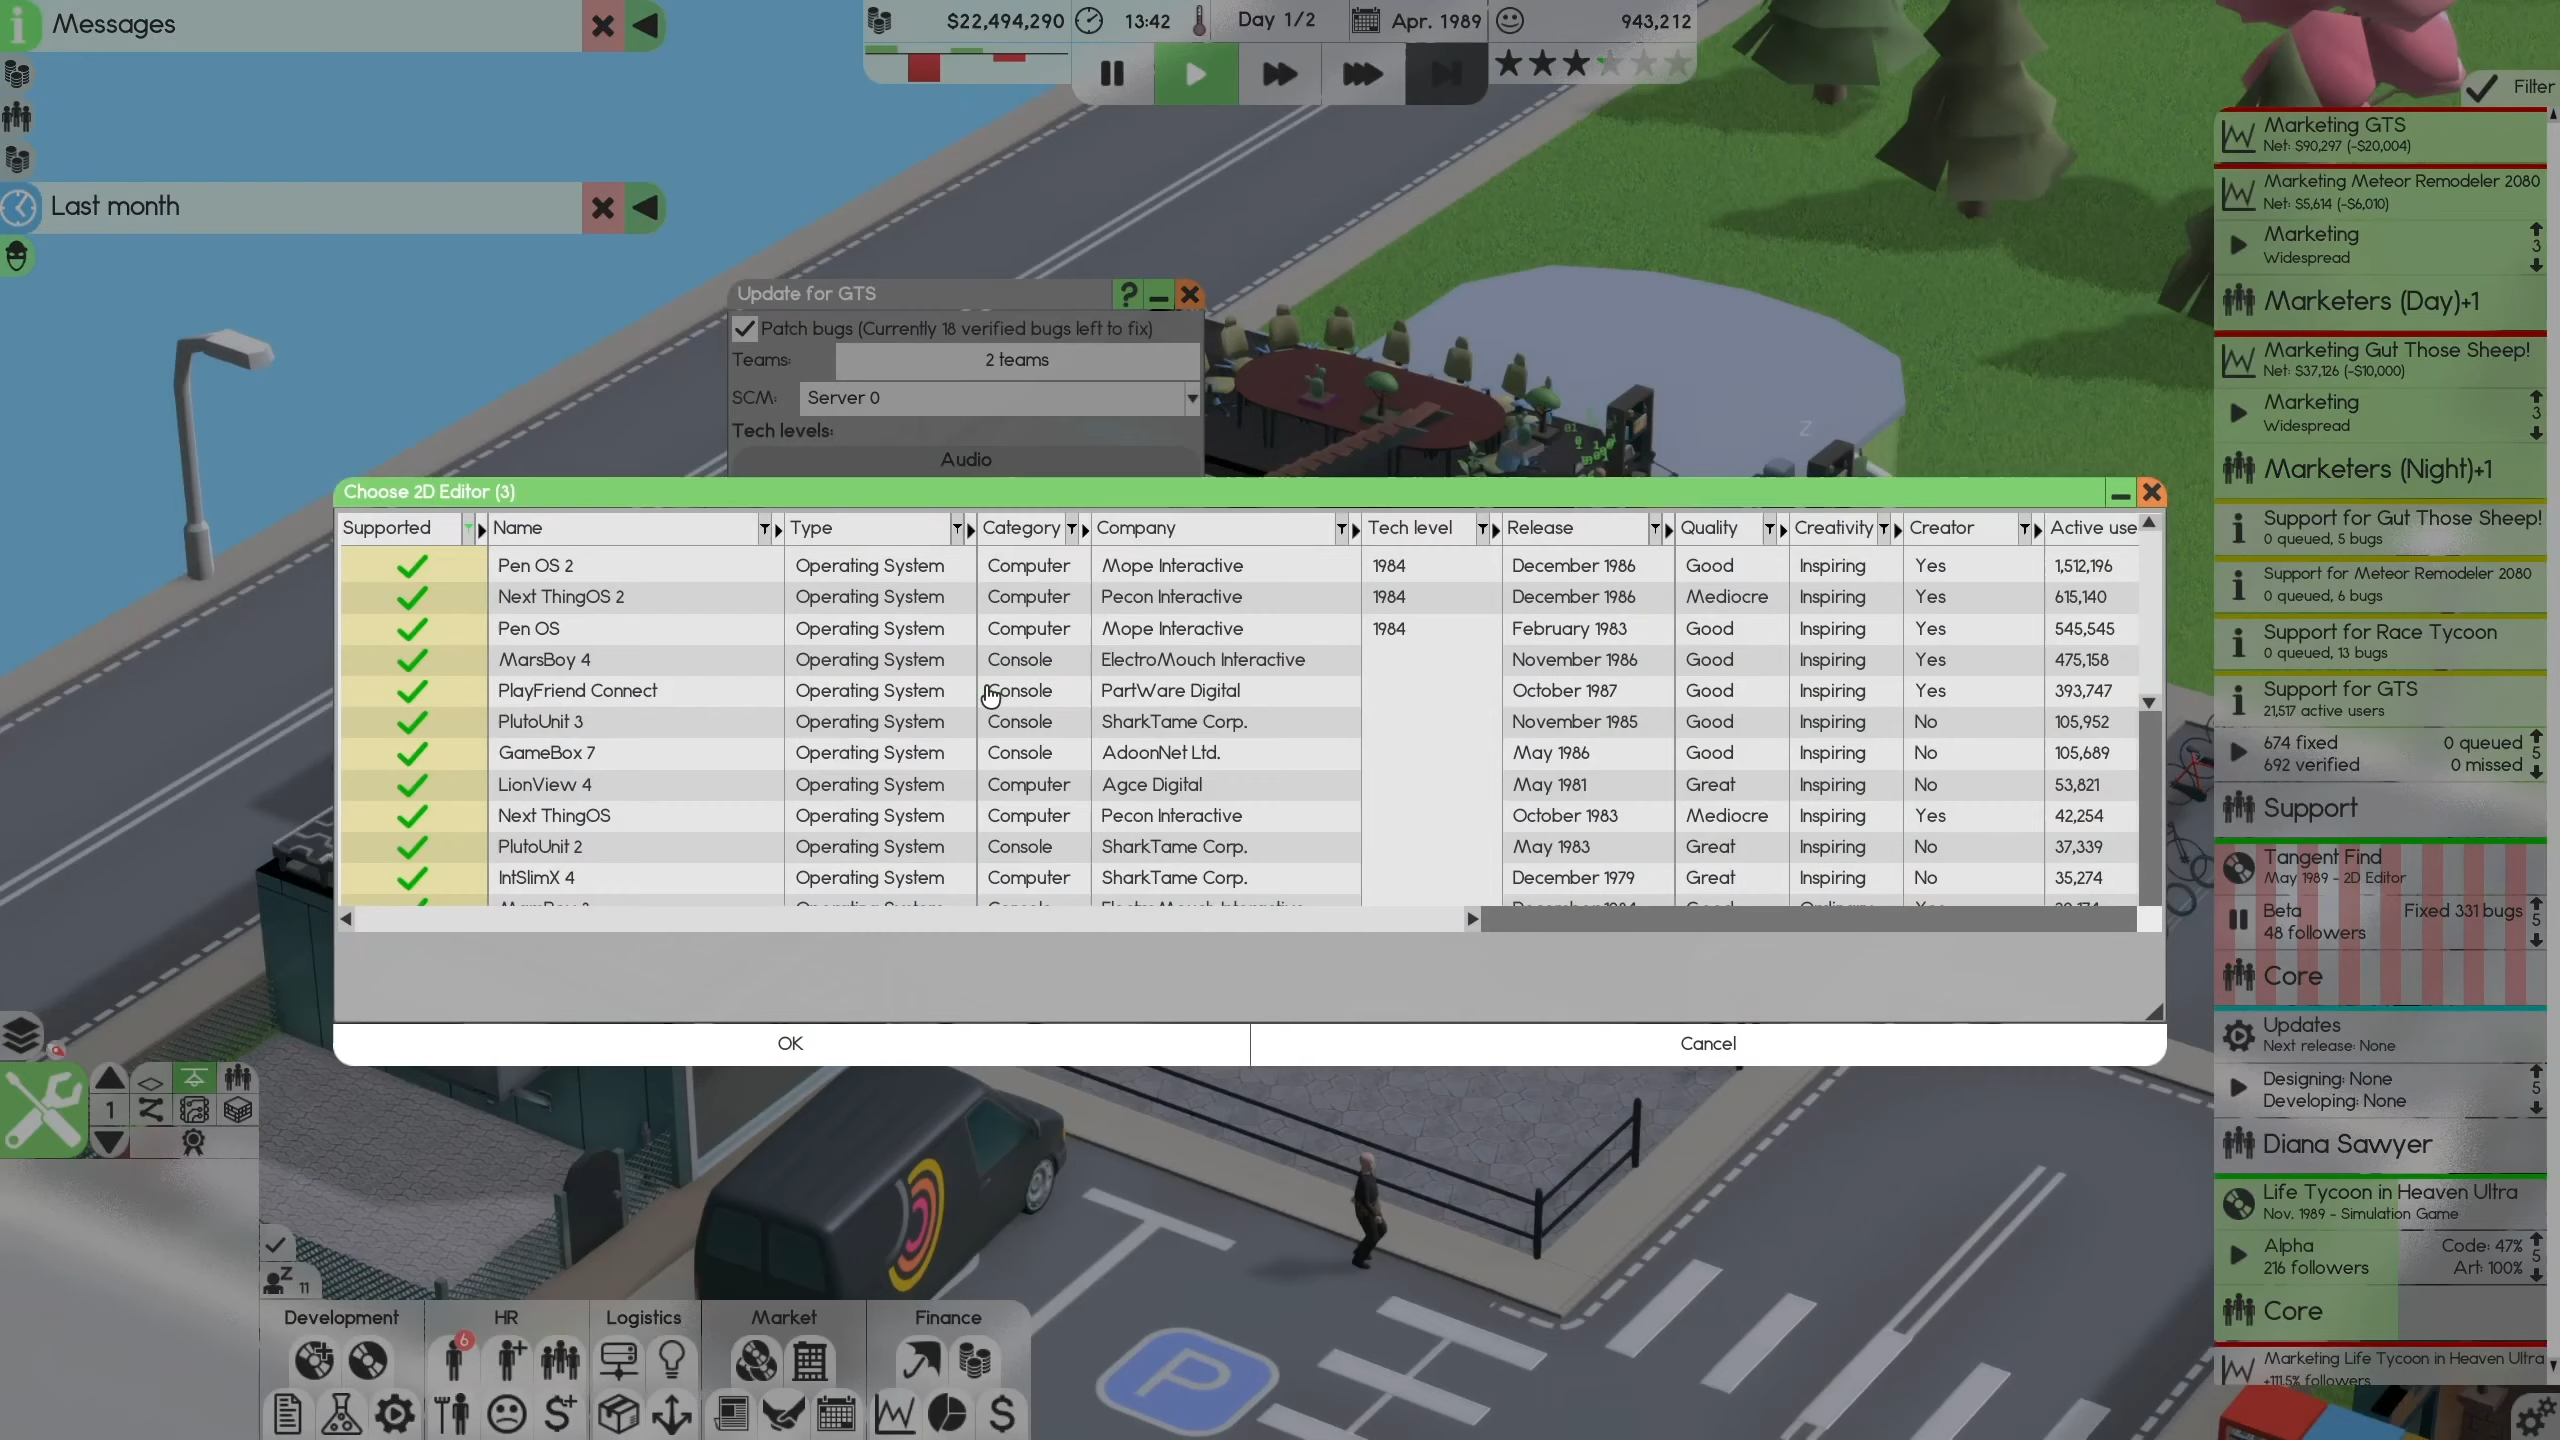 Messages
Last month
$22,494,290
13:42
Day 1/2
Apr. 1989
943,212
Filter
Update for GTS
?
Patch bugs (Currently 18 verified bugs left to fix)
Teams: 2 teams
SCM: Server 0
Tech levels:
Audio
Choose 2D Editor (3)
Supported Name Type Category Company Tech level Release Quality Creativity Creator Active use
Pen OS 2 Operating System Computer Mope Interactive 1984 December 1986 Good Inspiring Yes 1,512,196
Next ThingOS 2 Operating System Computer Pecon Interactive 1984 December 1986 Mediocre Inspiring Yes 615,140
Pen OS Operating System Computer Mope Interactive 1984 February 1983 Good Inspiring Yes 545,545
MarsBoy 4 Operating System Console ElectroMouch Interactive November 1986 Good Inspiring Yes 475,158
PlayFriend Connect Operating System Console PartWare Digital October 1987 Good Inspiring Yes 393,747
PlutoUnit 3 Operating System Console SharkTame Corp. November 1985 Good Inspiring No 105,952
GameBox 7 Operating System Console AdoonNet Ltd. May 1986 Good Inspiring No 105,689
LionView 4 Operating System Computer Agce Digital May 1981 Great Inspiring No 53,821
Next ThingOS Operating System Computer Pecon Interactive October 1983 Mediocre Inspiring Yes 42,254
PlutoUnit 2 Operating System Console SharkTame Corp. May 1983 Great Inspiring No 37,339
IntSlimX 4 Operating System Computer SharkTame Corp. December 1979 Great Inspiring No 35,274
OK
Cancel
Marketing GTS
Net: $90,297 (-$20,004)
Marketing Meteor Remodeler 2080
Net: $5,614 (-$6,010)
Marketing
Widespread
3
Marketers (Day)+1
Marketing Gut Those Sheep!
Net: $37,126 (-$10,000)
Marketing
Widespread
3
Marketers (Night)+1
Support for Gut Those Sheep!
0 queued, 5 bugs
Support for Meteor Remodeler 2080
0 queued, 6 bugs
Support for Race Tycoon
0 queued, 13 bugs
Support for GTS
21,517 active users
674 fixed 0 queued
692 verified 0 missed
5
Support
Tangent Find
May 1989 - 2D Editor
Beta Fixed 331 bugs
48 followers
5
Core
Updates
Next release: None
Designing: None
Developing: None
5
Diana Sawyer
Life Tycoon in Heaven Ultra
Nov. 1989 - Simulation Game
Alpha Code: 47%
216 followers Art: 100%
5
Core
Marketing Life Tycoon in Heaven Ultra
+111.5% followers
1
Z
11
Development HR Logistics Market Finance
6
P